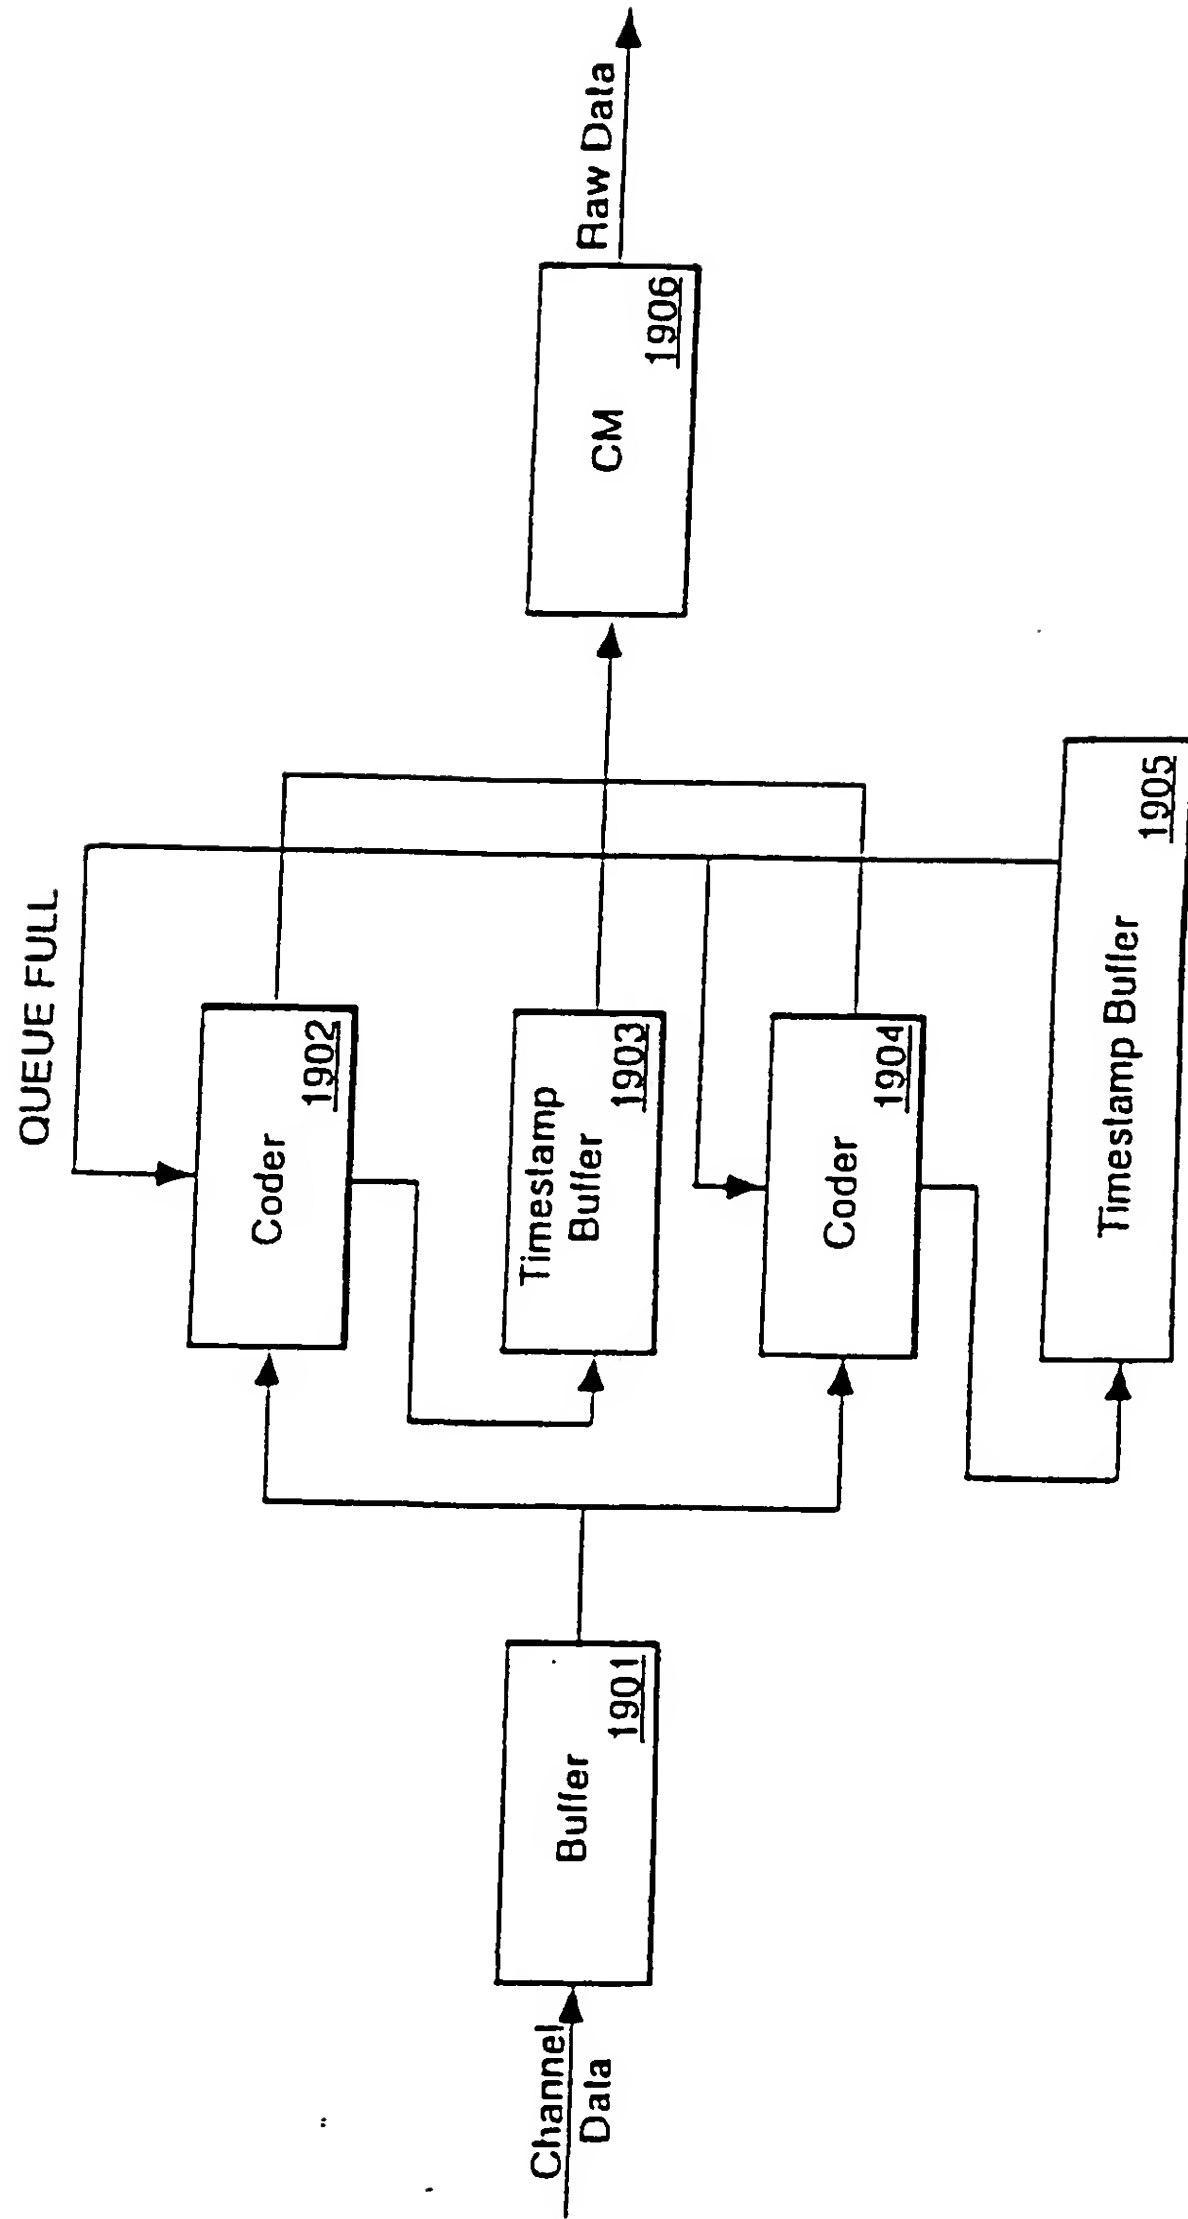 QUEUE FULL
Channel
Data
Buffer
1901
Coder
1902
Timestamp
Buffer
1903
Coder
1904
Timestamp Buffer
1905
CM
1906
Raw Data